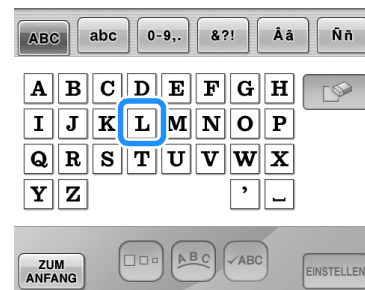 ABC abc 0~9,. &?! Ââ Ññ
A B C D E F G H
I J K L M N O P
Q R S T U V W X
Y Z ' _
ZUM ANFANG ABC ✓ABC EINSTELLEN